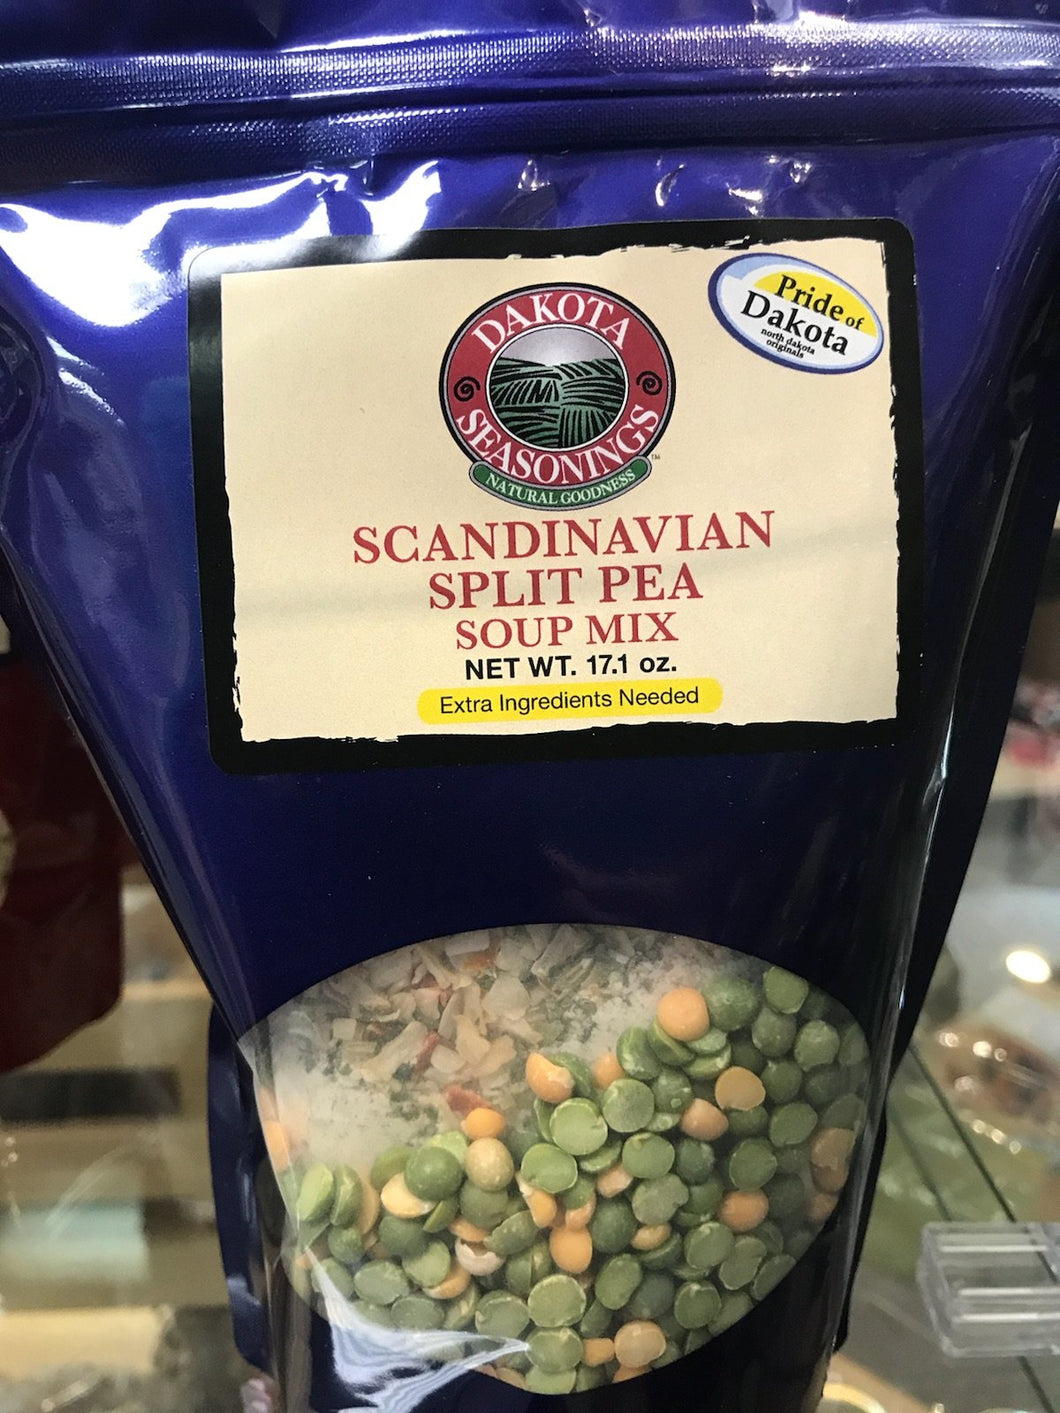 DAKOTA
SEASONINGS™
NATURAL GOODNESS
Pride of
Dakota
north dakota
originals
SCANDINAVIAN
SPLIT PEA
SOUP MIX
NET WT. 17.1 oz.
Extra Ingredients Needed